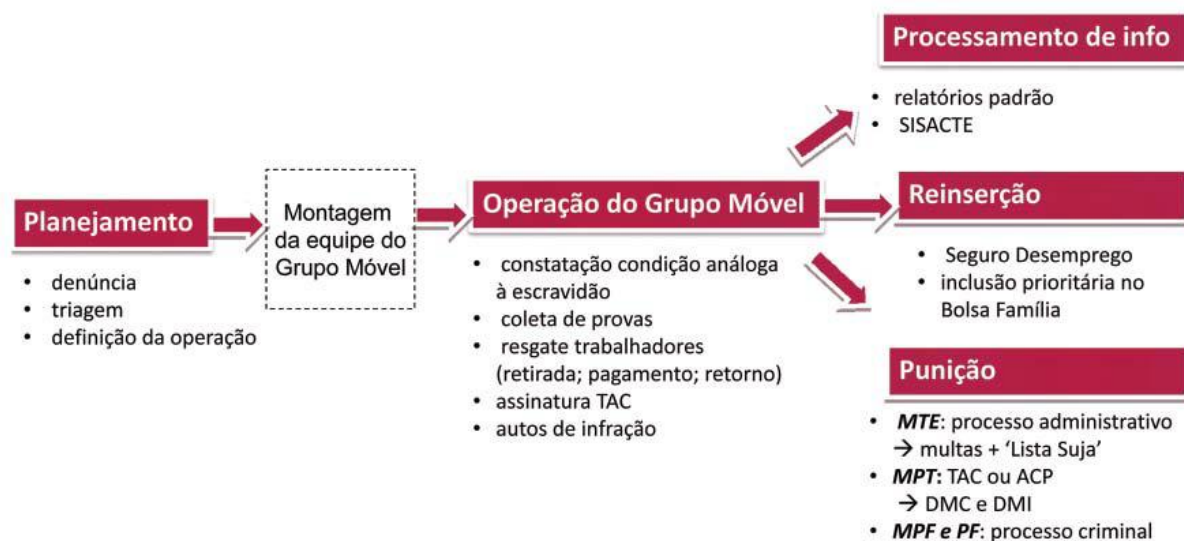 Planejamento
• denúncia
• triagem
• definição da operação
Montagem
da equipe do
Grupo Móvel
Operação do Grupo Móvel
• constatação condição análoga
à escravidão
• coleta de provas
• resgate trabalhadores
(retirada; pagamento; retorno)
• assinatura TAC
• autos de infração
Processamento de info
• relatórios padrão
• SISACTE
Reinserção
• Seguro Desemprego
• inclusão prioritária no
Bolsa Família
Punição
• MTE: processo administrativo
→ multas + ‘Lista Suja’
• MPT: TAC ou ACP
→ DMC e DMI
• MPF e PF: processo criminal